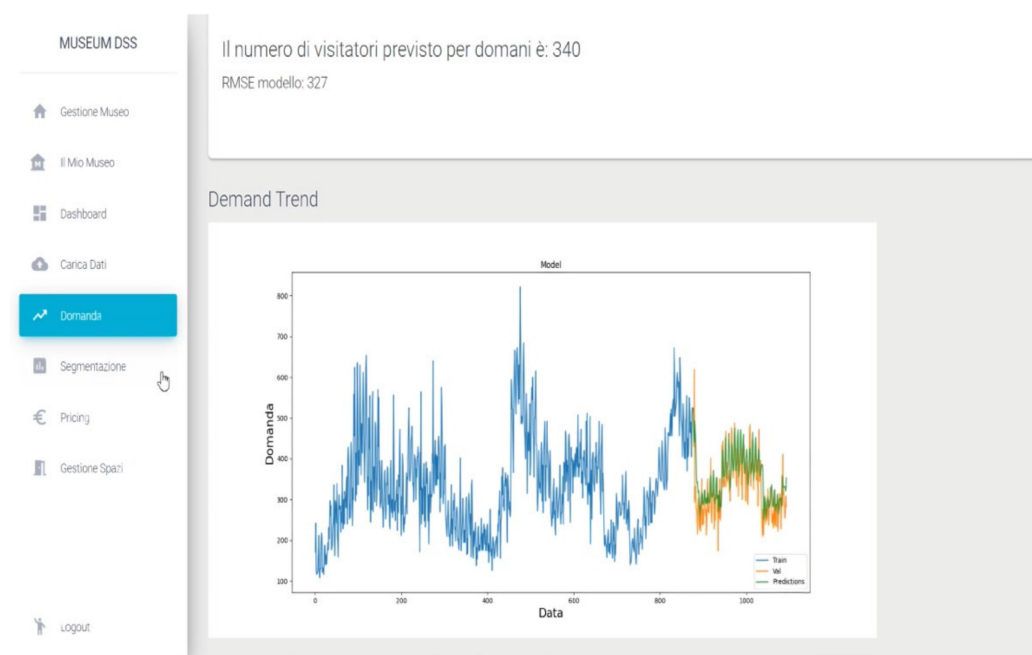 MUSEUM DSS
Gestione Museo
Il Mio Museo
Dashboard
Carica Dati
Domanda
Segmentazione
Pricing
Gestione Spazi
Logout
Il numero di visitatori previsto per domani è: 340
RMSE modello: 327
Demand Trend
Model
Domanda
800
700
600
500
400
300
200
100
0
200
400
600
800
1000
Data
Train
Val
Predictions